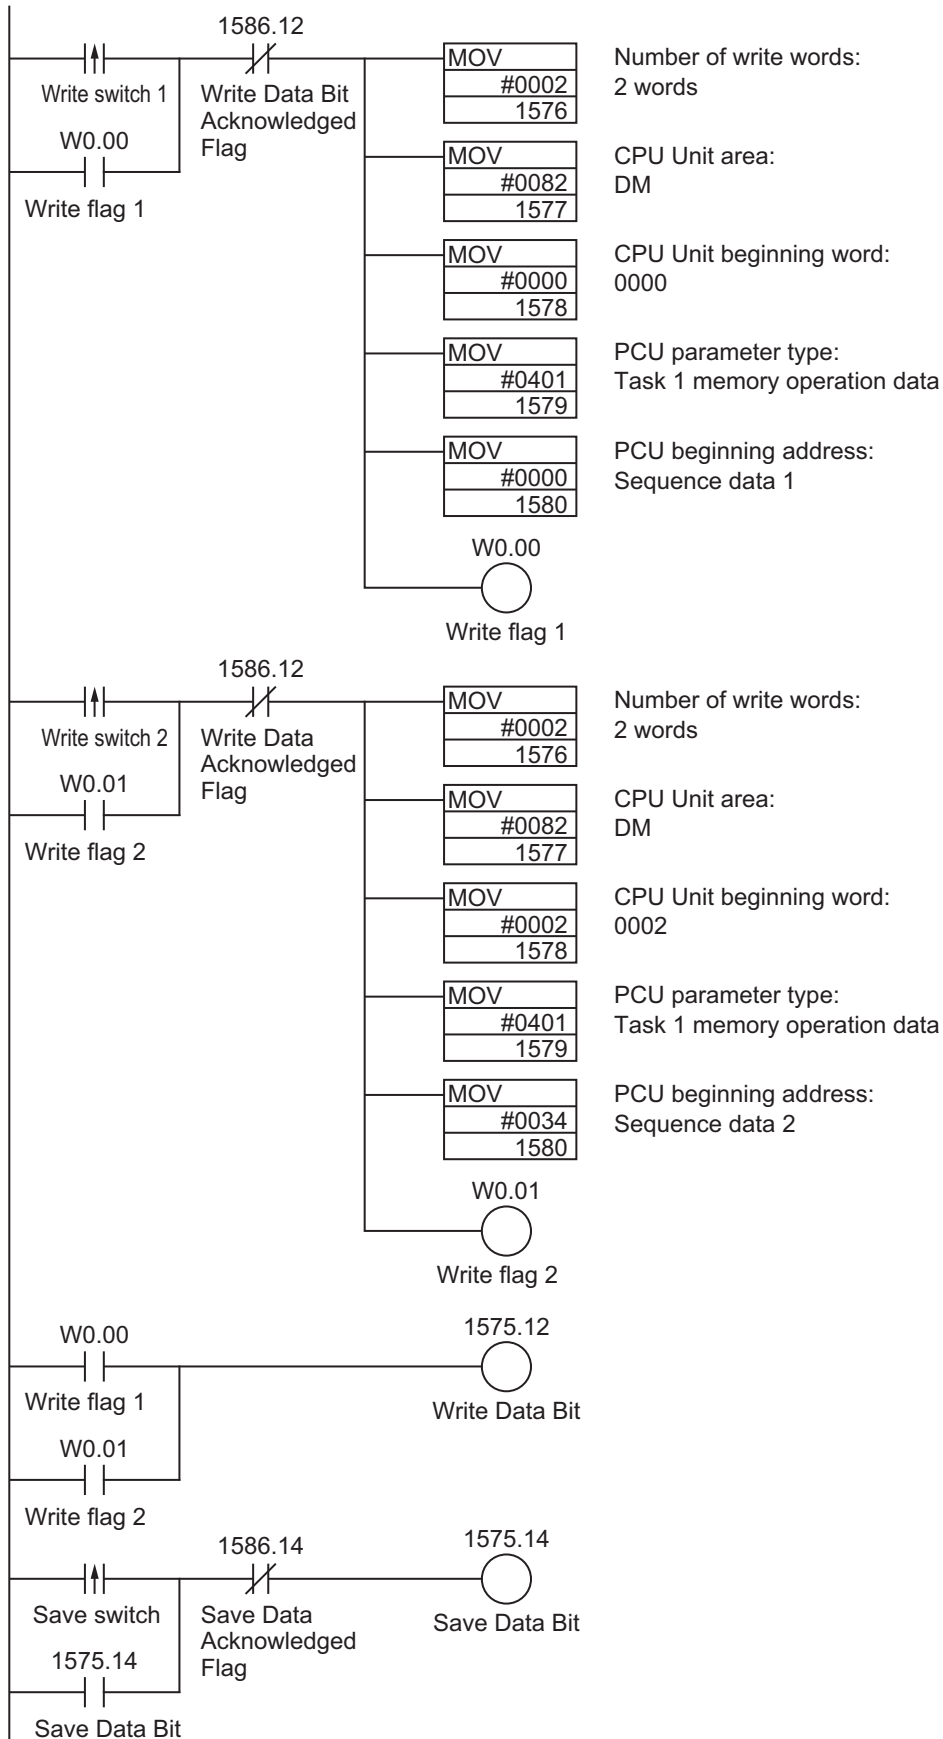 1586.12
MOV
Number of write words:
Write switch 1
Write Data Bit
#0002
2 words
Acknowledged
1576
W0.00
Flag
MOV
CPU Unit area:
#0082
DM
Write flag 1
1577
MOV
CPU Unit beginning word:
#0000
0000
1578
MOV
PCU parameter type:
#0401
Task 1 memory operation data
1579
MOV
PCU beginning address:
#0000
Sequence data 1
1580
W0.00
Write flag 1
1586.12
MOV
Number of write words:
Write switch 2
Write Data
#0002
2 words
Acknowledged
1576
W0.01
Flag
MOV
CPU Unit area:
#0082
DM
Write flag 2
1577
MOV
CPU Unit beginning word:
#0002
0002
1578
MOV
PCU parameter type:
#0401
Task 1 memory operation data
1579
MOV
PCU beginning address:
#0034
Sequence data 2
1580
W0.01
Write flag 2
W0.00
1575.12
Write flag 1
Write Data Bit
W0.01
Write flag 2
1586.14
1575.14
Save switch
Save Data
Save Data Bit
Acknowledged
1575.14
Flag
Save Data Bit